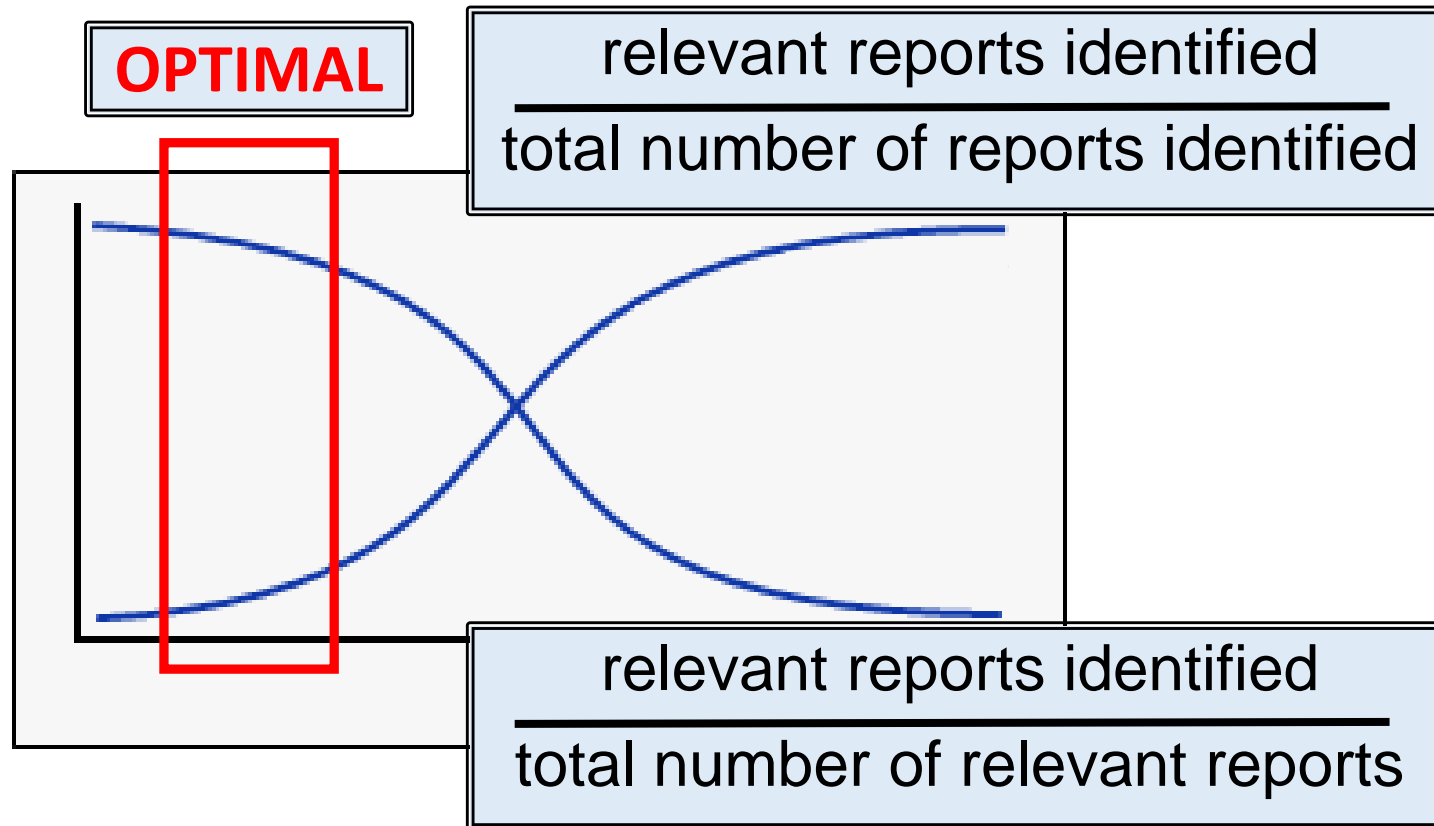 OPTIMAL
relevant reports identified
total number of reports identified
relevant reports identified
total number of relevant reports